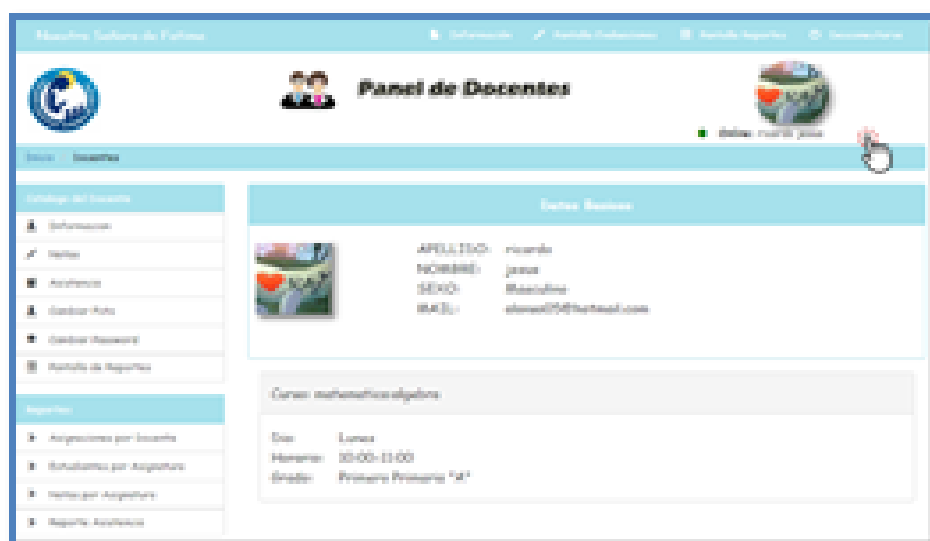 Nuestra Señora de Fatima
Información Pantalla Evaluaciones Pantalla Reportes Desconectarse
Panel de Docentes
Online: ricardo josue
Inicio Docentes
Catalogo del Docente
Datos Basicos
Informacion
Notas
Asistencia
Cambiar Foto
Cambiar Password
Pantalla de Reportes
APELLIDO: ricardo
NOMBRE: josue
SEXO: Masculino
MAIL:
Curso: matematica algebra
Reportes
Asignaciones por Docente
Estudiantes por Asignatura
Notas por Asignatura
Reporte Asistencia
Dia: Lunes
Horario: 10:00-11:00
Grado: Primero Primaria "A"